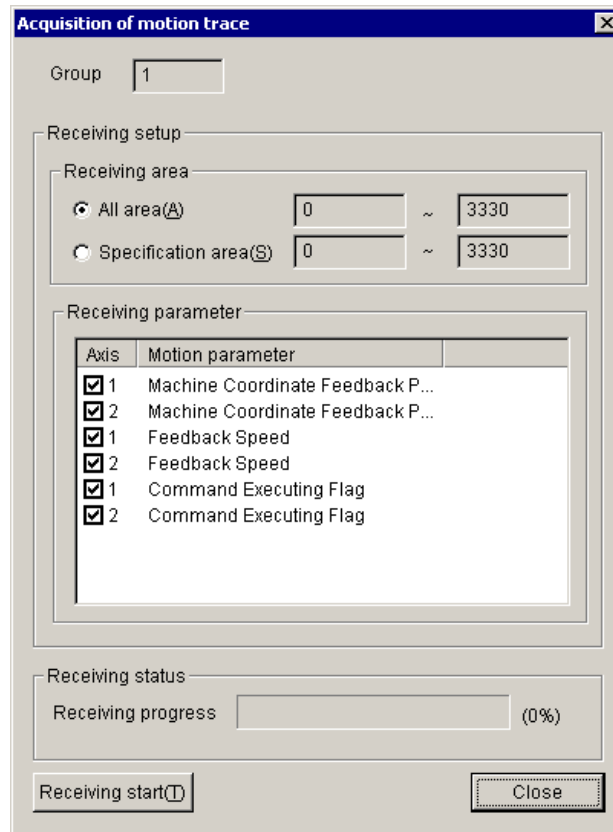 Acquisition of motion trace
Group 1
Receiving setup
Receiving area
All area(A) 0 ~ 3330
Specification area(S) 0 ~ 3330
Receiving parameter
Axis Motion parameter
1 Machine Coordinate Feedback P...
2 Machine Coordinate Feedback P...
1 Feedback Speed
2 Feedback Speed
1 Command Executing Flag
2 Command Executing Flag
Receiving status
Receiving progress (0%)
Receiving start(T) Close